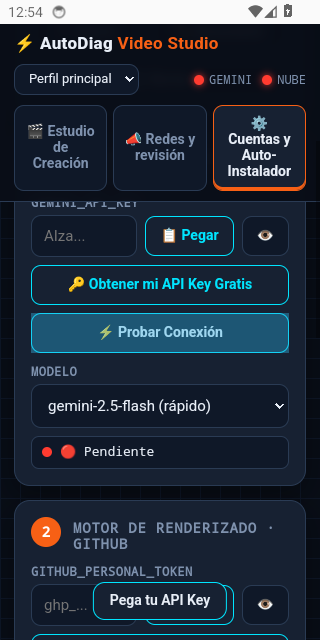 12:54
⚡ AutoDiag Video Studio
Perfil principal
GEMINI
NUBE
🎬 Estudio
de
Creación
📣 Redes y
revisión
⚙️
Cuentas y
Auto-
Instalador
GEMINI_API_KEY
AIza...
📋 Pegar
🔑 Obtener mi API Key Gratis
⚡ Probar Conexión
MODELO
gemini-2.5-flash (rápido)
🔴 Pendiente
2
MOTOR DE RENDERIZADO ·
GITHUB
GITHUB_PERSONAL_TOKEN
ghp_...
Pega tu API Key